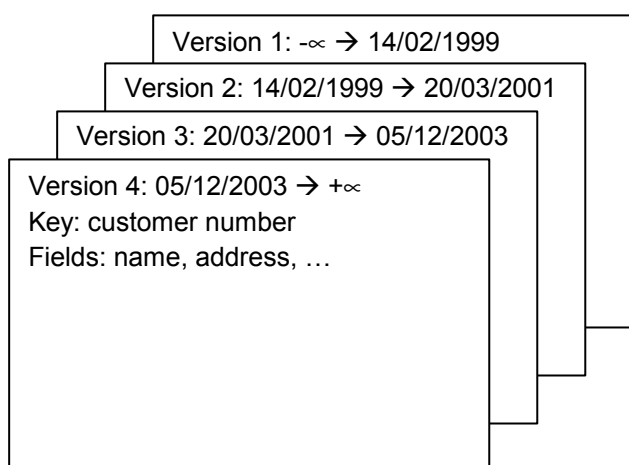 Version 1: -∝ → 14/02/1999
Version 2: 14/02/1999 → 20/03/2001
Version 3: 20/03/2001 → 05/12/2003
Version 4: 05/12/2003 → +∝
Key: customer number
Fields: name, address, …